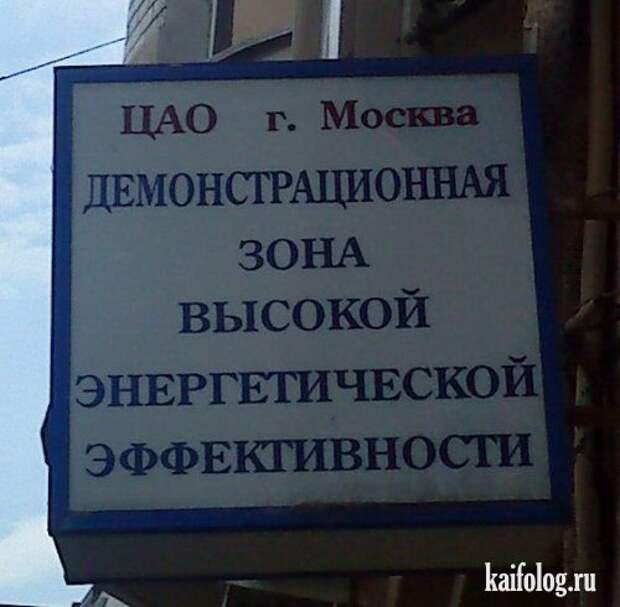 ЦАО г. Москва
ДЕМОНСТРАЦИОННАЯ
ЗОНА
ВЫСОКОЙ
ЭНЕРГЕТИЧЕСКОЙ
ЭФФЕКТИВНОСТИ
kaifolog.ru